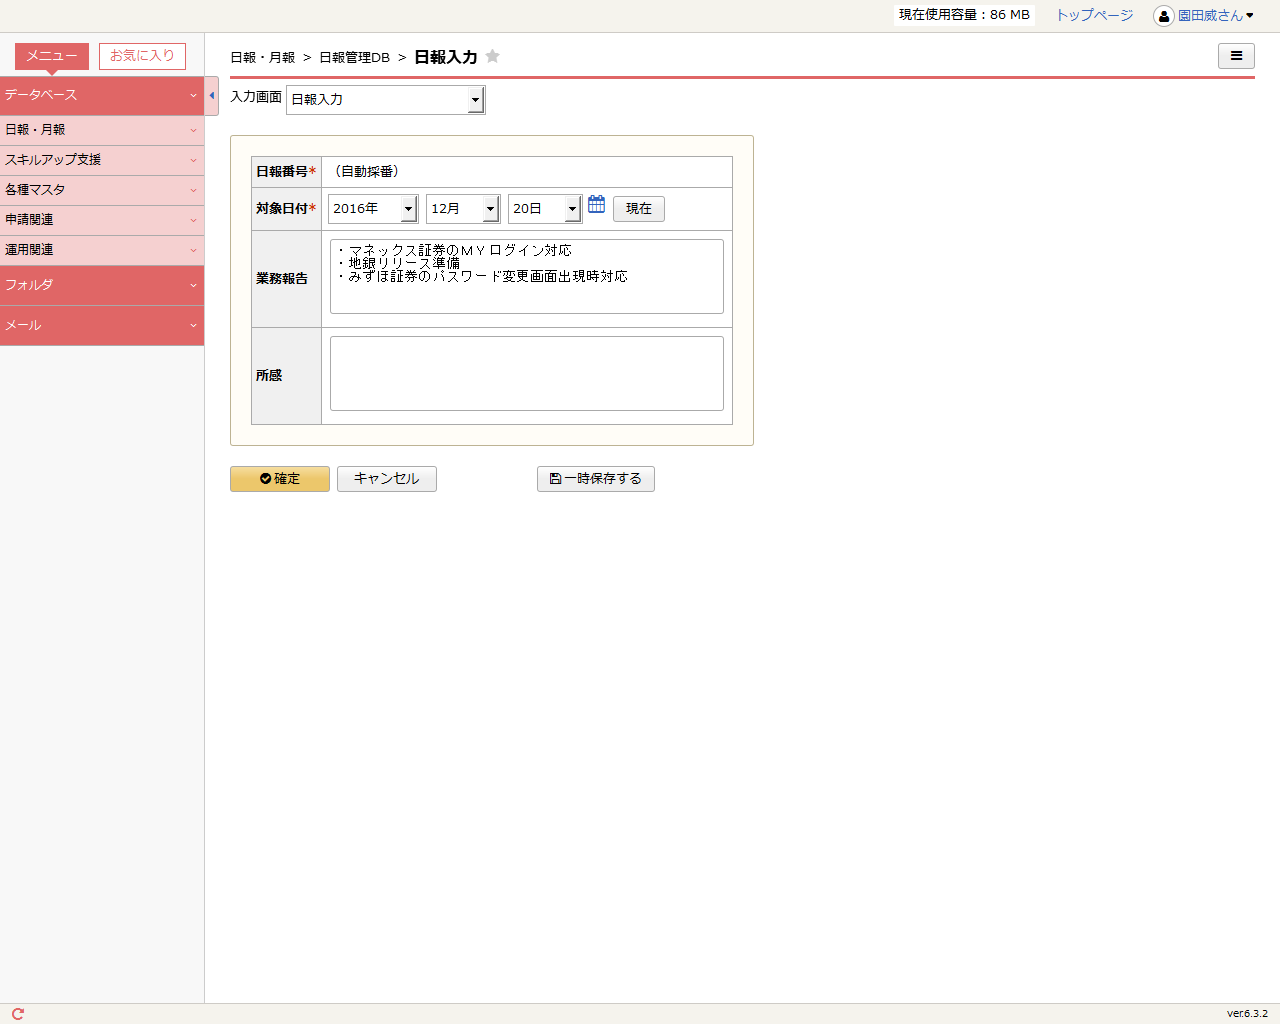 現在使用容量：86 MB トップページ 園田威さん
メニュー お気に入り
データベース
日報・月報
スキルアップ支援
各種マスタ
申請関連
運用関連
フォルダ
メール
日報・月報 > 日報管理DB > 日報入力
入力画面 日報入力
日報番号* （自動採番）
対象日付* 2016年 12月 20日 現在
業務報告
・マネックス証券のＭＹログイン対応
・地銀リリース準備
・みずほ証券のパスワード変更画面出現時対応
所感
確定 キャンセル 一時保存する
ver.6.3.2